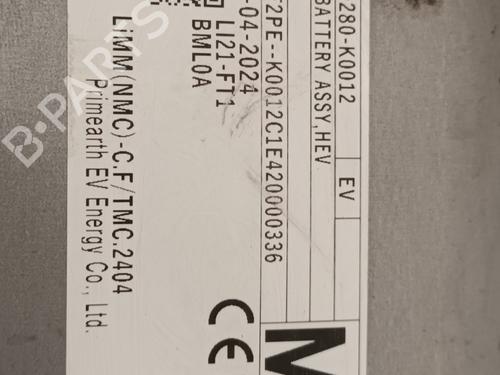 280-K0012
EV
BATTERY ASSY,HEV
2PE--K0012C1E420000336
-04-2024
LI21-FT1
BML0A
CE
M
LiMM(NMC)-C,F/TMC.2404
Primearth EV Energy Co., Ltd.
B-PARTS